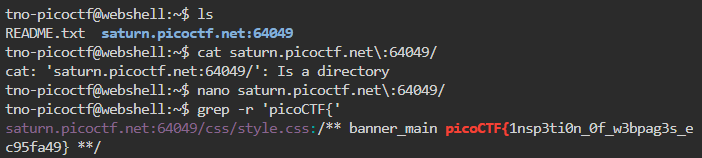 tno-picoctf@webshell:~$ ls
README.txt  saturn.picoctf.net:64049
tno-picoctf@webshell:~$ cat saturn.picoctf.net\:64049/
cat: 'saturn.picoctf.net:64049/': Is a directory
tno-picoctf@webshell:~$ nano saturn.picoctf.net\:64049/
tno-picoctf@webshell:~$ grep -r 'picoCTF{'
saturn.picoctf.net:64049/css/style.css:/** banner_main picoCTF{1nsp3ti0n_0f_w3bpag3s_e
c95fa49} **/